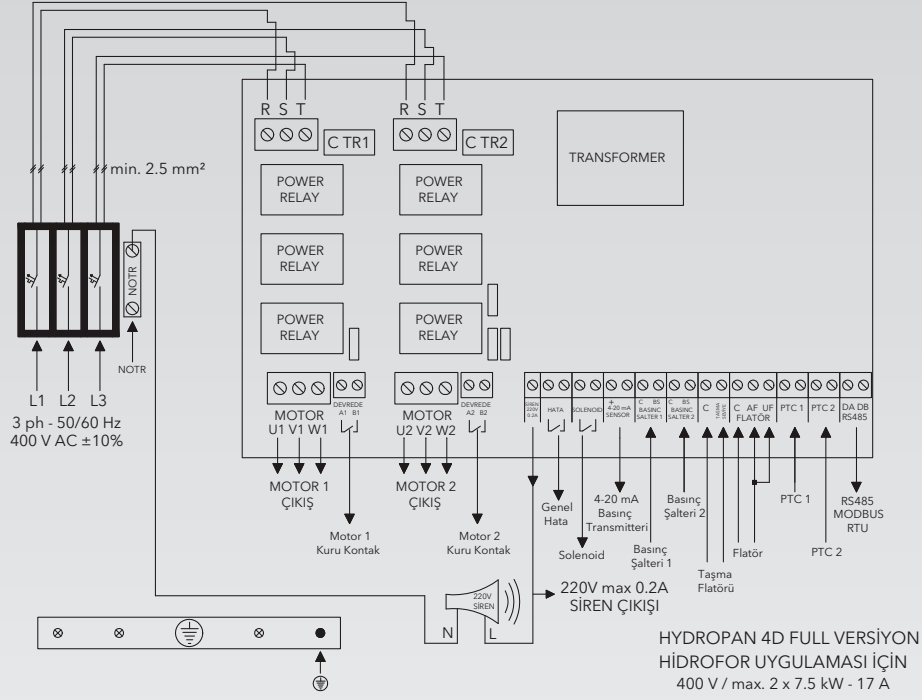 R S T
R S T
C TR1
C TR2
TRANSFORMER
min. 2.5 mm²
POWER
RELAY
POWER
RELAY
POWER
RELAY
POWER
RELAY
POWER
RELAY
POWER
RELAY
NOTR
NOTR
L1 L2 L3
3 ph - 50/60 Hz
400 V AC ±10%
MOTOR
U1 V1 W1
DEVREDE
A1 B1
MOTOR
U2 V2 W2
DEVREDE
A2 B2
SİREN
220V
0.2A
HATA
SOLENOID
+
4-20 mA
SENSOR
C BS
BASINC
SALTER 1
C BS
BASINC
SALTER 2
C TAŞMA
SEVİYE
C AF UF
FLATÖR
PTC 1
PTC 2
DA DB
RS485
MOTOR 1
ÇIKIŞ
MOTOR 2
ÇIKIŞ
Motor 1
Kuru Kontak
Motor 2
Kuru Kontak
Genel
Hata
Solenoid
4-20 mA
Basınç
Transmitteri
Basınç
Şalteri 1
Basınç
Şalteri 2
Taşma
Flatörü
Flatör
PTC 1
PTC 2
RS485
MODBUS
RTU
220V
SİREN
N
L
220V max 0.2A
SİREN ÇIKIŞI
HYDROPAN 4D FULL VERSİYON
HİDROFOR UYGULAMASI İÇİN
400 V / max. 2 x 7.5 kW - 17 A